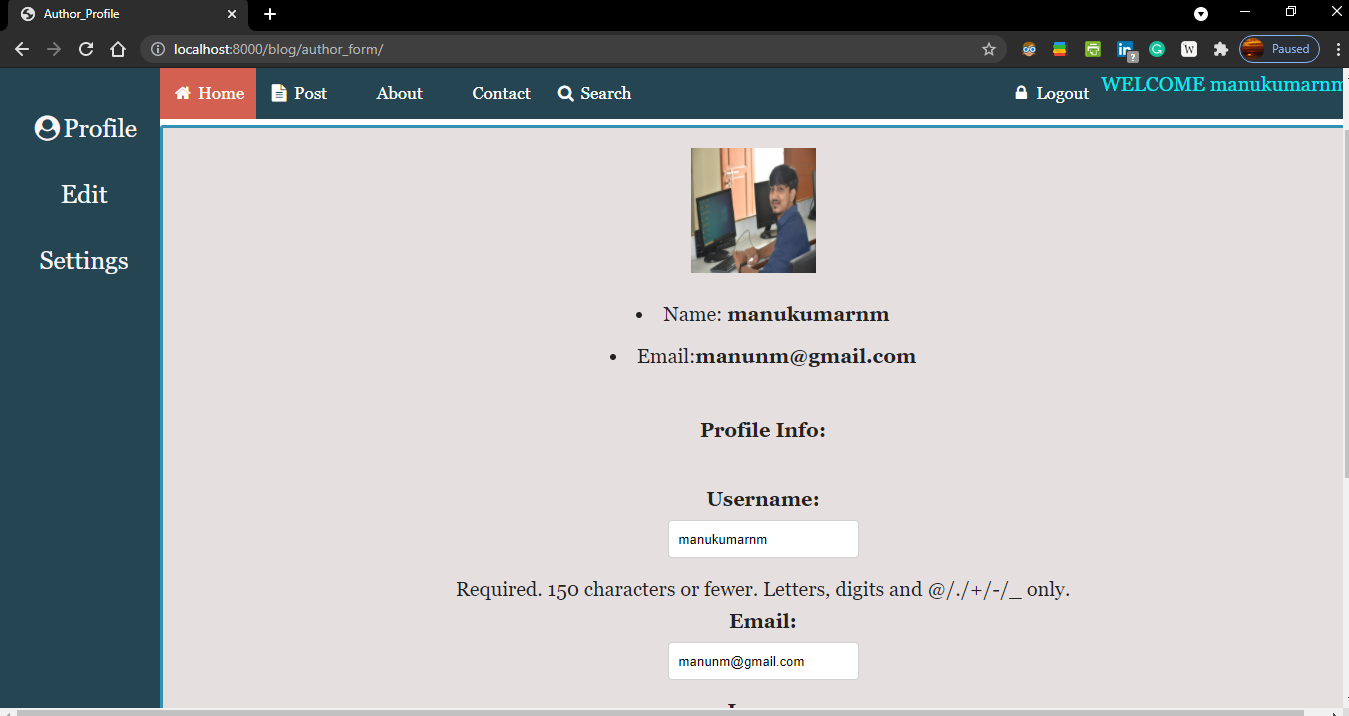 Author_Profile
localhost:8000/blog/author_form/
Paused
Home Post About Contact Search Logout WELCOME manukumarnm
Profile
Edit
Settings
Name: manukumarnm
Email:manunm@gmail.com
Profile Info:
Username:
manukumarnm
Required. 150 characters or fewer. Letters, digits and @/./+/-/_ only.
Email:
manunm@gmail.com